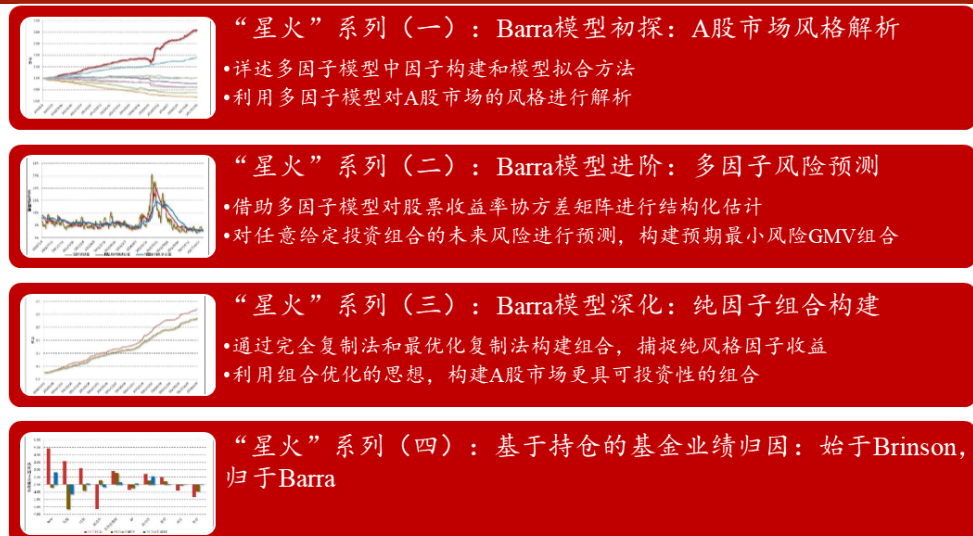 “星火”系列（一）：Barra模型初探：A股市场风格解析
•详述多因子模型中因子构建和模型拟合方法
•利用多因子模型对A股市场的风格进行解析
“星火”系列（二）：Barra模型进阶：多因子风险预测
•借助多因子模型对股票收益率协方差矩阵进行结构化估计
•对任意给定投资组合的未来风险进行预测，构建预期最小风险GMV组合
“星火”系列（三）：Barra模型深化：纯因子组合构建
•通过完全复制法和最优化复制法构建组合，捕捉纯风格因子收益
•利用组合优化的思想，构建A股市场更具可投资性的组合
“星火”系列（四）：基于持仓的基金业绩归因：始于Brinson，
归于Barra